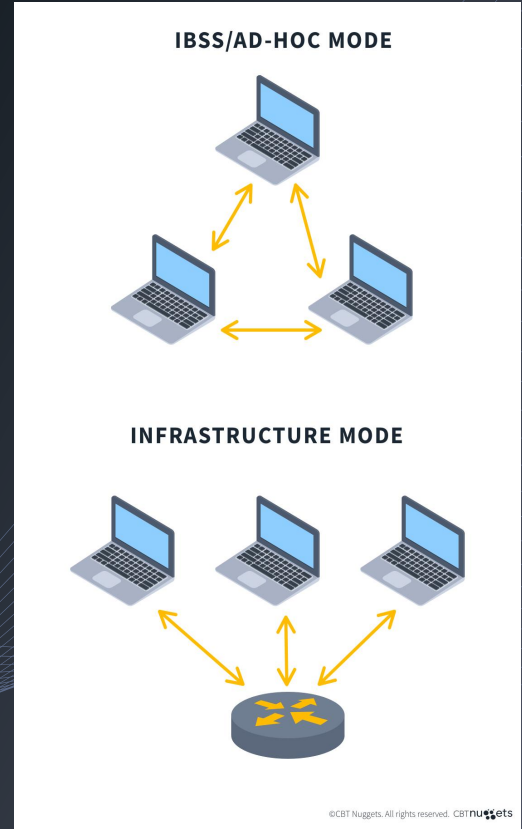 IBSS/AD-HOC MODE
INFRASTRUCTURE MODE
©CBT Nuggets. All rights reserved. CBTnuggets